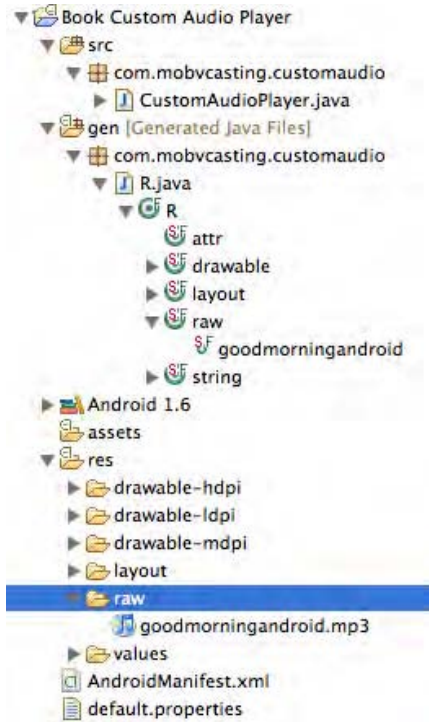 Book Custom Audio Player
src
com.mobvcasting.customaudio
CustomAudioPlayer.java
gen [Generated Java Files]
com.mobvcasting.customaudio
R.java
R
attr
drawable
layout
raw
goodmorningandroid
string
Android 1.6
assets
res
drawable-hdpi
drawable-ldpi
drawable-mdpi
layout
raw
goodmorningandroid.mp3
values
AndroidManifest.xml
default.properties